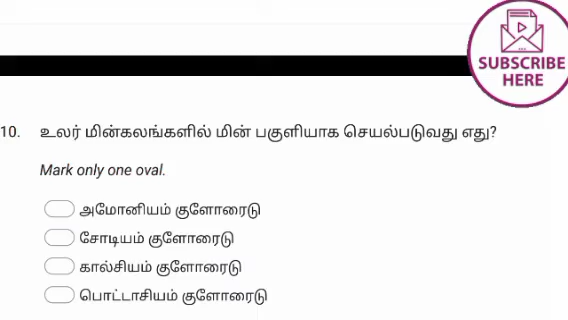 SUBSCRIBE
HERE
10. உலர் மின்கலங்களில் மின் பகுளியாக செயல்படுவது எது?
Mark only one oval.
அமோனியம் குளோரைடு
சோடியம் குளோரைடு
கால்சியம் குளோரைடு
பொட்டாசியம் குளோரைடு